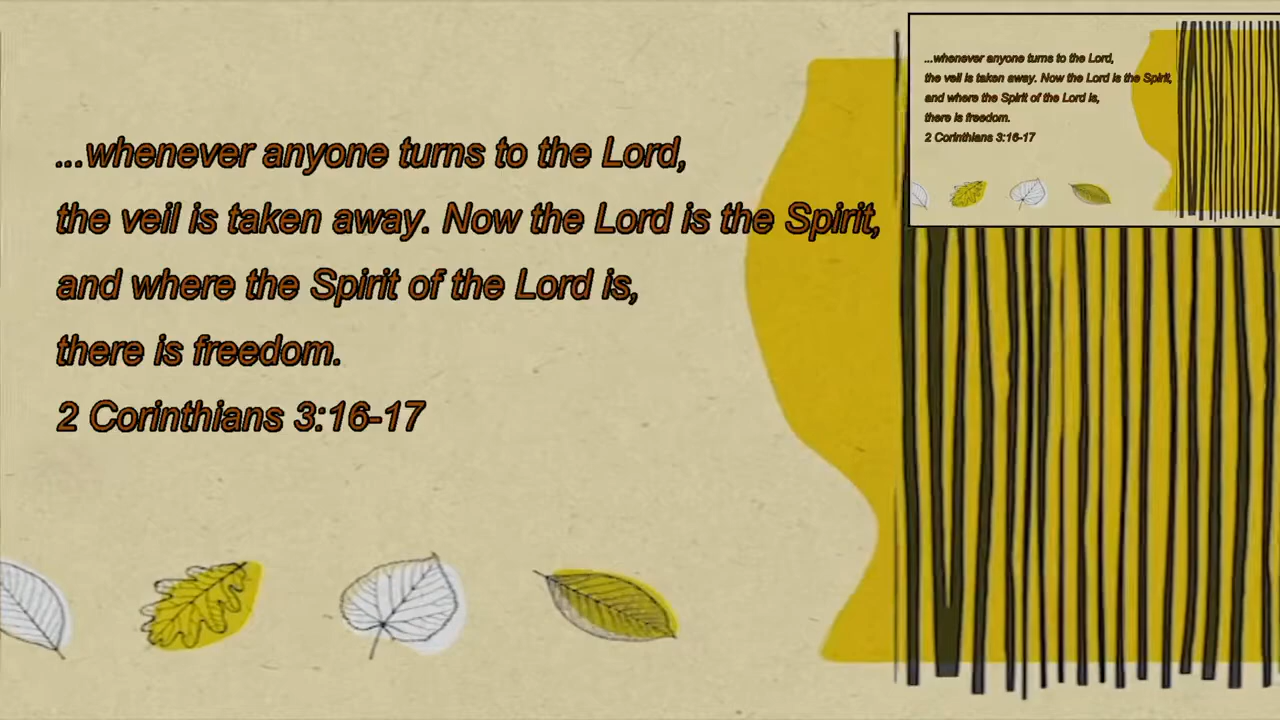 ...whenever anyone turns to the Lord,
the veil is taken away. Now the Lord is the Spirit,
and where the Spirit of the Lord is,
there is freedom.
2 Corinthians 3:16-17
...whenever anyone turns to the Lord,
the veil is taken away. Now the Lord is the Spirit,
and where the Spirit of the Lord is,
there is freedom.
2 Corinthians 3:16-17